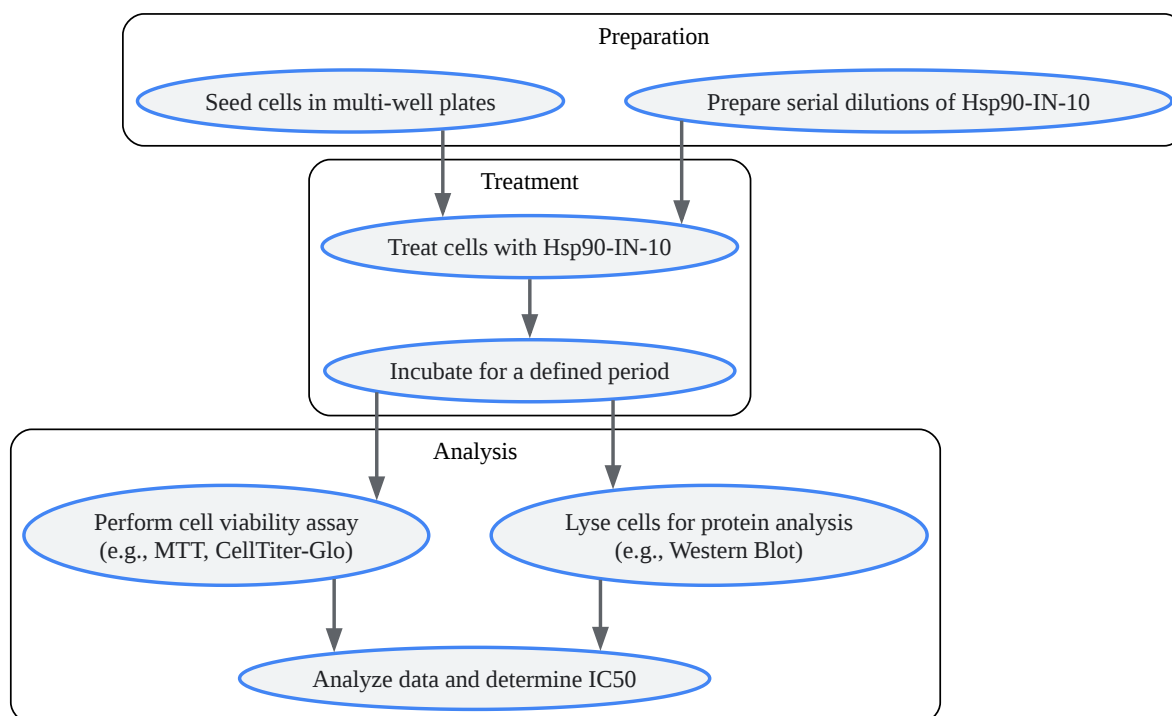 Preparation
Seed cells in multi-well plates
Prepare serial dilutions of Hsp90-IN-10
Treatment
Treat cells with Hsp90-IN-10
Incubate for a defined period
Analysis
Perform cell viability assay
(e.g., MTT, CellTiter-Glo)
Lyse cells for protein analysis
(e.g., Western Blot)
Analyze data and determine IC50